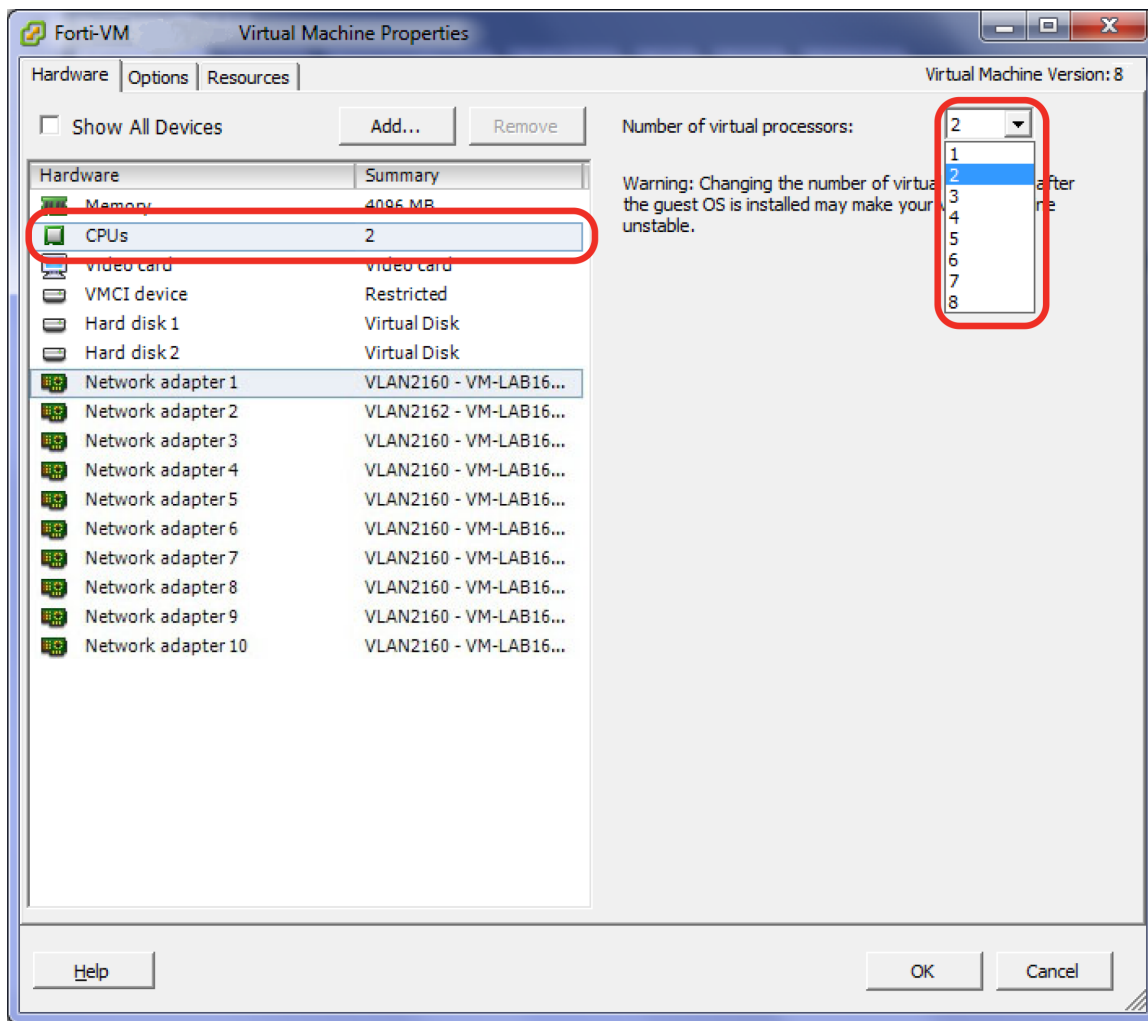 Forti-VM Virtual Machine Properties
Hardware Options Resources Virtual Machine Version: 8
Show All Devices Add... Remove Number of virtual processors: 2
1
2
3
4
5
6
7
8
Hardware Summary
Warning: Changing the number of after
the guest OS is installed may make your
unstable.
Memory 4096 MB
CPUs 2
Video card Video card
VMCI device Restricted
Hard disk 1 Virtual Disk
Hard disk 2 Virtual Disk
Network adapter 1 VLAN2160 - VM-LAB16...
Network adapter 2 VLAN2162 - VM-LAB16...
Network adapter 3 VLAN2160 - VM-LAB16...
Network adapter 4 VLAN2160 - VM-LAB16...
Network adapter 5 VLAN2160 - VM-LAB16...
Network adapter 6 VLAN2160 - VM-LAB16...
Network adapter 7 VLAN2160 - VM-LAB16...
Network adapter 8 VLAN2160 - VM-LAB16...
Network adapter 9 VLAN2160 - VM-LAB16...
Network adapter 10 VLAN2160 - VM-LAB16...
Help OK Cancel